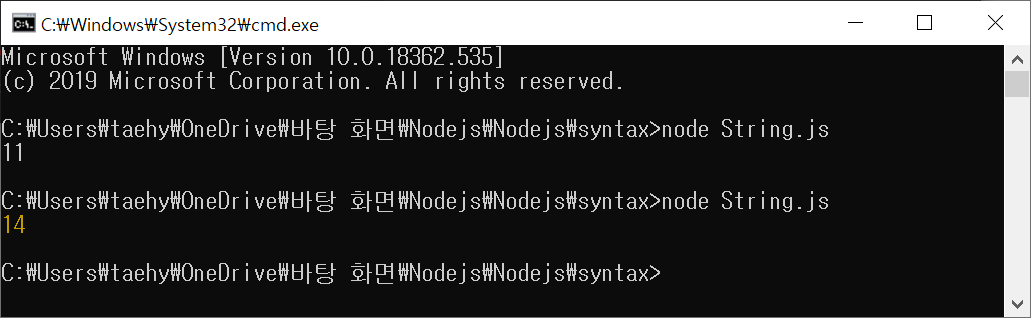 C:₩Windows₩System32₩cmd.exe
Microsoft Windows [Version 10.0.18362.535]
(c) 2019 Microsoft Corporation. All rights reserved.
C:₩Users₩taehy₩OneDrive₩바탕 화면₩Nodejs₩Nodejs₩syntax>node String.js
11
C:₩Users₩taehy₩OneDrive₩바탕 화면₩Nodejs₩Nodejs₩syntax>node String.js
14
C:₩Users₩taehy₩OneDrive₩바탕 화면₩Nodejs₩Nodejs₩syntax>